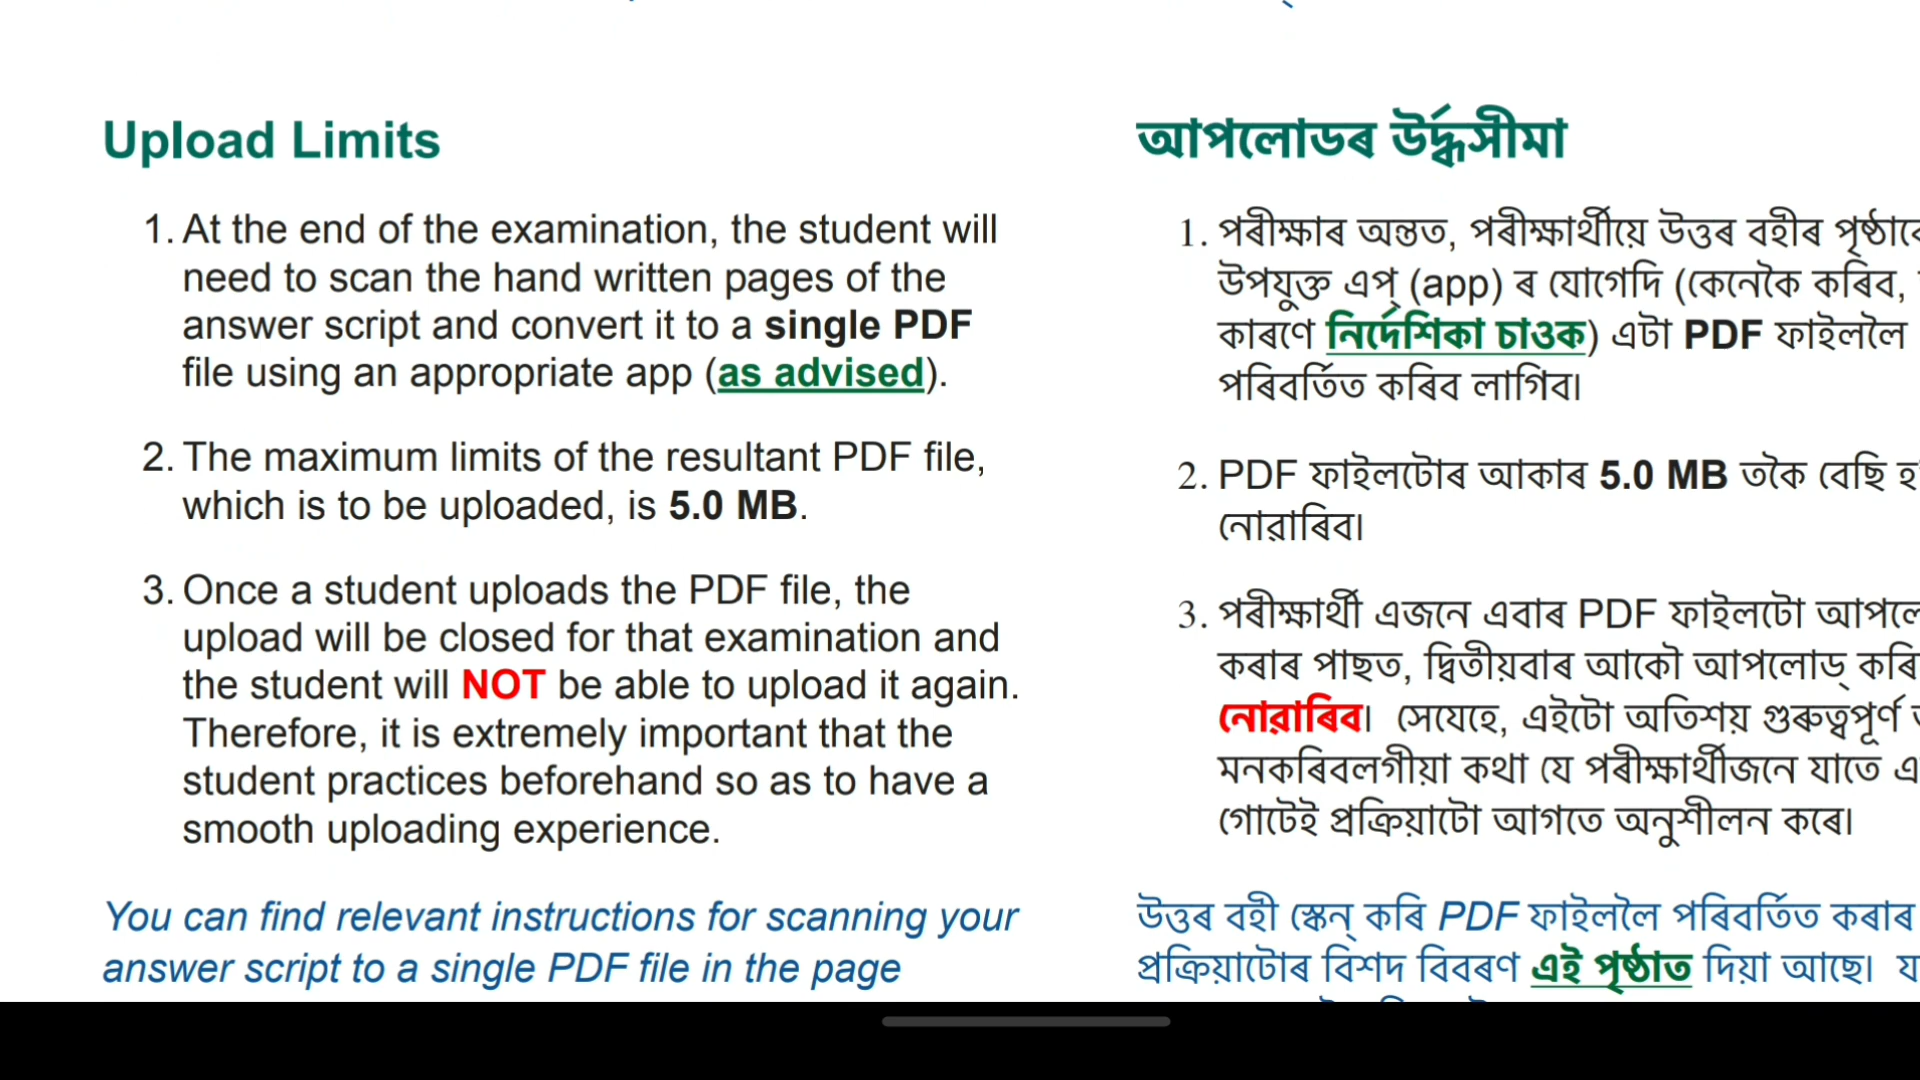 Upload Limits
1. At the end of the examination, the student will
need to scan the hand written pages of the
answer script and convert it to a single PDF
file using an appropriate app (as advised).
2. The maximum limits of the resultant PDF file,
which is to be uploaded, is 5.0 MB.
3. Once a student uploads the PDF file, the
upload will be closed for that examination and
the student will NOT be able to upload it again.
Therefore, it is extremely important that the
student practices beforehand so as to have a
smooth uploading experience.
You can find relevant instructions for scanning your
answer script to a single PDF file in the page
আপলোডৰ উৰ্দ্ধসীমা
1. পৰীক্ষাৰ অন্তত, পৰীক্ষাৰ্থীয়ে উত্তৰ বহীৰ
উপযুক্ত এপ্ (app) ৰ যোগেদি (কেনেকৈ কৰিব,
কাৰণে নিৰ্দেশিকা চাওক) এটা PDF ফাইললৈ
পৰিবৰ্তিত কৰিব লাগিব।
2. PDF ফাইলটোৰ আকাৰ 5.0 MB তকৈ বেছি
নোৱাৰিব।
3. পৰীক্ষাৰ্থী এজনে এবাৰ PDF ফাইলটো
কৰাৰ পাছত, দ্বিতীয়বাৰ আকৌ আপলোড্
নোৱাৰিব। সেযেহে, এইটো অতিশয় গুৰুত্বপূৰ্ণ
মনকৰিবলগীয়া কথা যে পৰীক্ষাৰ্থীজনে যাতে
গোটেই প্ৰক্ৰিয়াটো আগতে অনুশীলন কৰে।
উত্তৰ বহী স্কেন্ কৰি PDF ফাইললৈ পৰিবৰ্তিত কৰাৰ
প্ৰক্ৰিয়াটোৰ বিশদ বিবৰণ এই পৃষ্ঠাত দিয়া আছে।